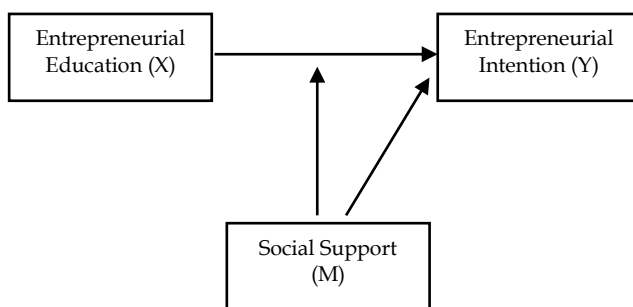 Entrepreneurial
Education (X)
Entrepreneurial
Intention (Y)
Social Support
(M)